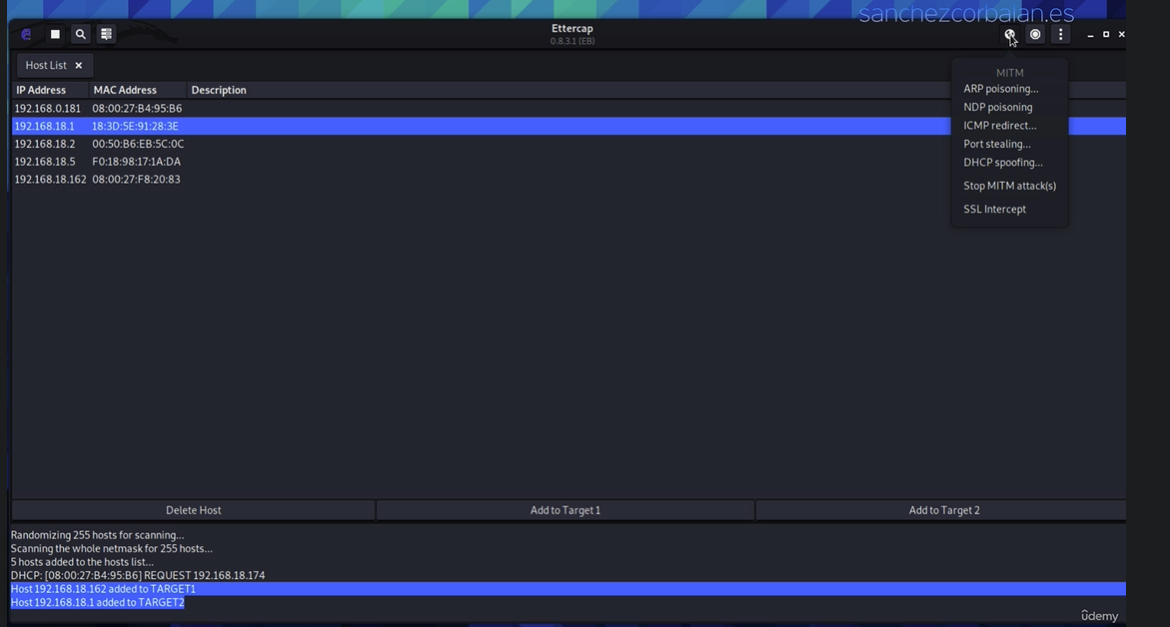 sanchezcorbalan.es
Ettercap
0.8.3.1 (EB)
Host List
IP Address MAC Address Description
192.168.0.181 08:00:27:B4:95:B6
192.168.18.1 18:3D:5E:91:28:3E
192.168.18.2 00:50:B6:EB:5C:0C
192.168.18.5 F0:18:98:17:1A:DA
192.168.18.162 08:00:27:F8:20:83
MITM
ARP poisoning...
NDP poisoning
ICMP redirect...
Port stealing...
DHCP spoofing...
Stop MITM attack(s)
SSL Intercept
Delete Host Add to Target 1 Add to Target 2
Randomizing 255 hosts for scanning...
Scanning the whole netmask for 255 hosts...
5 hosts added to the hosts list...
DHCP: [08:00:27:B4:95:B6] REQUEST 192.168.18.174
Host 192.168.18.162 added to TARGET1
Host 192.168.18.1 added to TARGET2
ûdemy